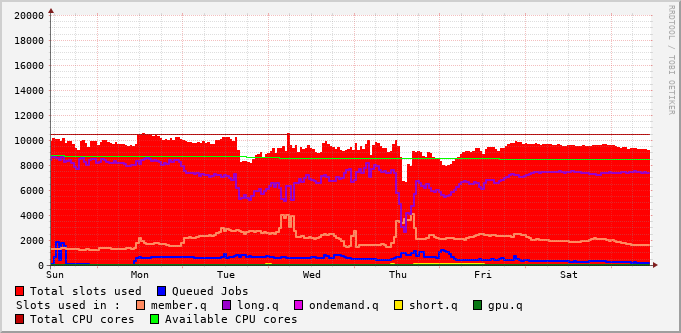 RRDTOOL / TOBI OETIKER
20000
18000
16000
14000
12000
10000
8000
6000
4000
2000
0
Sun Mon Tue Wed Thu Fri Sat
Total slots used Queued Jobs
Slots used in : member.q long.q ondemand.q short.q gpu.q
Total CPU cores Available CPU cores